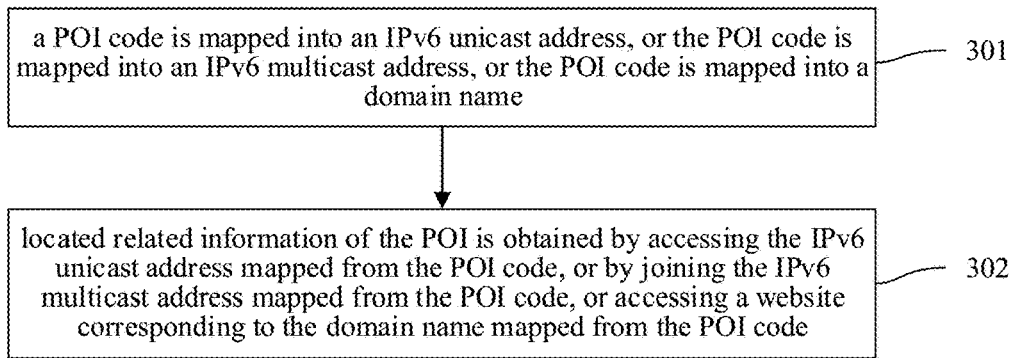 a POI code is mapped into an IPv6 unicast address, or the POI code is
mapped into an IPv6 multicast address, or the POI code is mapped into a
domain name
301
located related information of the POI is obtained by accessing the IPv6
unicast address mapped from the POI code, or by joining the IPv6
multicast address mapped from the POI code, or accessing a website
corresponding to the domain name mapped from the POI code
302